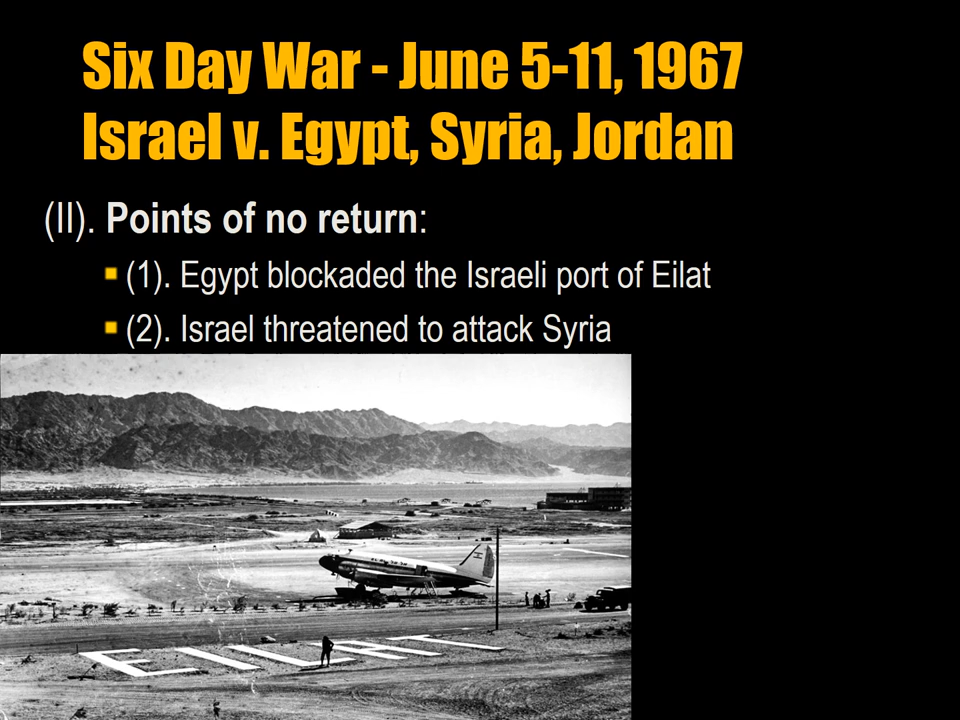 Six Day War - June 5-11, 1967
Israel v. Egypt, Syria, Jordan
(II). Points of no return:
(1). Egypt blockaded the Israeli port of Eilat
(2). Israel threatened to attack Syria
EILAT